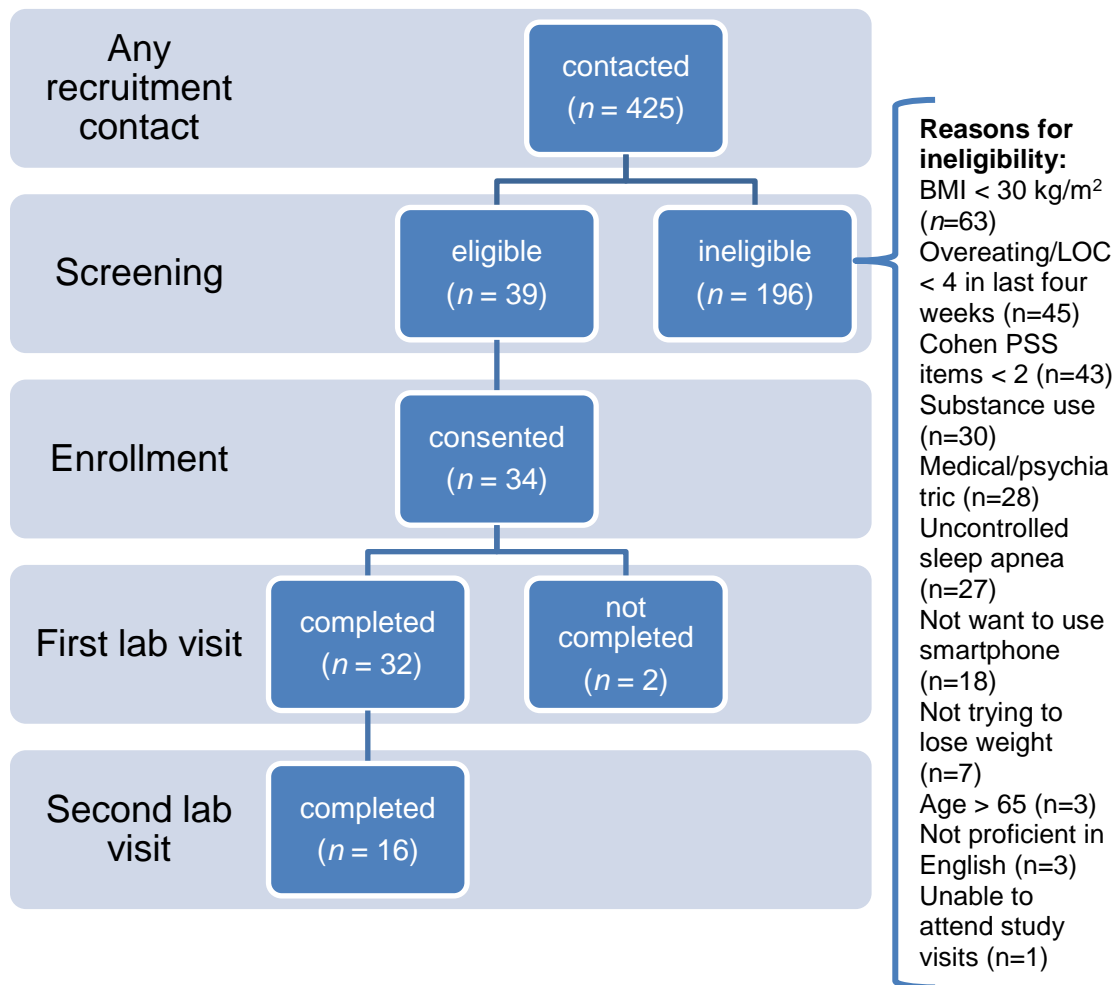 Any
recruitment
contact
contacted
(n = 425)
Screening
eligible
(n = 39)
ineligible
(n = 196)
Enrollment
consented
(n = 34)
First lab visit
completed
(n = 32)
not
completed
(n = 2)
Second lab
visit
completed
(n = 16)
Reasons for
ineligibility:
BMI < 30 kg/m²
(n=63)
Overeating/LOC
< 4 in last four
weeks (n=45)
Cohen PSS
items < 2 (n=43)
Substance use
(n=30)
Medical/psychia
tric (n=28)
Uncontrolled
sleep apnea
(n=27)
Not want to use
smartphone
(n=18)
Not trying to
lose weight
(n=7)
Age > 65 (n=3)
Not proficient in
English (n=3)
Unable to
attend study
visits (n=1)